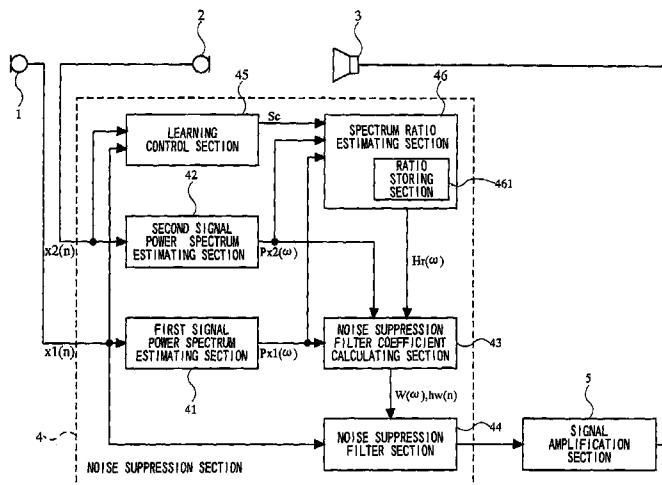 2
3
1
45
46
LEARNING
CONTROL SECTION
Sc
SPECTRUM RATIO
ESTIMATING SECTION
RATIO
STORING
SECTION
461
42
SECOND SIGNAL
POWER SPECTRUM
ESTIMATING SECTION
x2(n)
Px2(ω)
Hr(ω)
FIRST SIGNAL
POWER SPECTRUM
ESTIMATING SECTION
x1(n)
Px1(ω)
41
NOISE SUPPRESSION
FILTER COEFFICIENT
CALCULATING SECTION
43
W(ω),hw(n)
44
4
NOISE SUPPRESSION SECTION
NOISE SUPPRESSION
FILTER SECTION
5
SIGNAL
AMPLIFICATION
SECTION